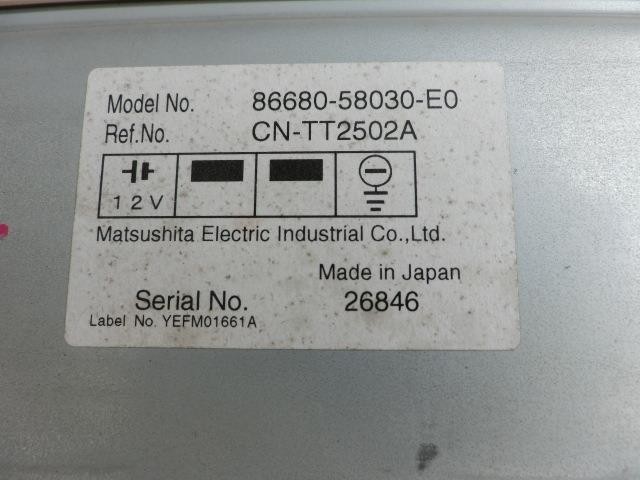 Model No. 86680-58030-E0
Ref.No. CN-TT2502A
12V
Matsushita Electric Industrial Co.,Ltd.
Made in Japan
Serial No. 26846
Label No. YEFM01661A